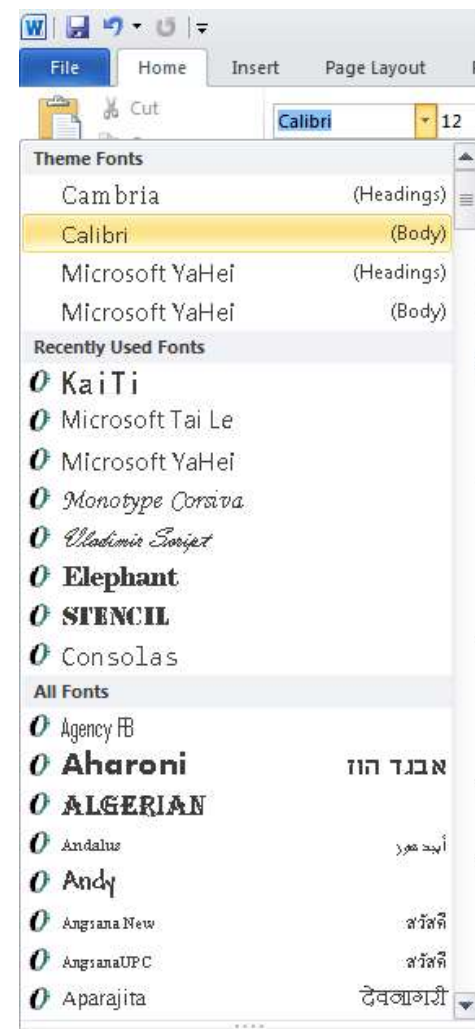 File Home Insert Page Layout
Cut
Calibri 12
Theme Fonts
Cambria (Headings)
Calibri (Body)
Microsoft YaHei (Headings)
Microsoft YaHei (Body)
Recently Used Fonts
KaiTi
Microsoft Tai Le
Microsoft YaHei
Monotype Corsiva
Vladimir Script
Elephant
STENCIL
Consolas
All Fonts
Agency FB
Aharoni אבגד הוז
ALGERIAN
Andalus أبجد هوز
Andy
Angsana New สวัสดี
AngsanaUPC สวัสดี
Aparajita देवनागरी